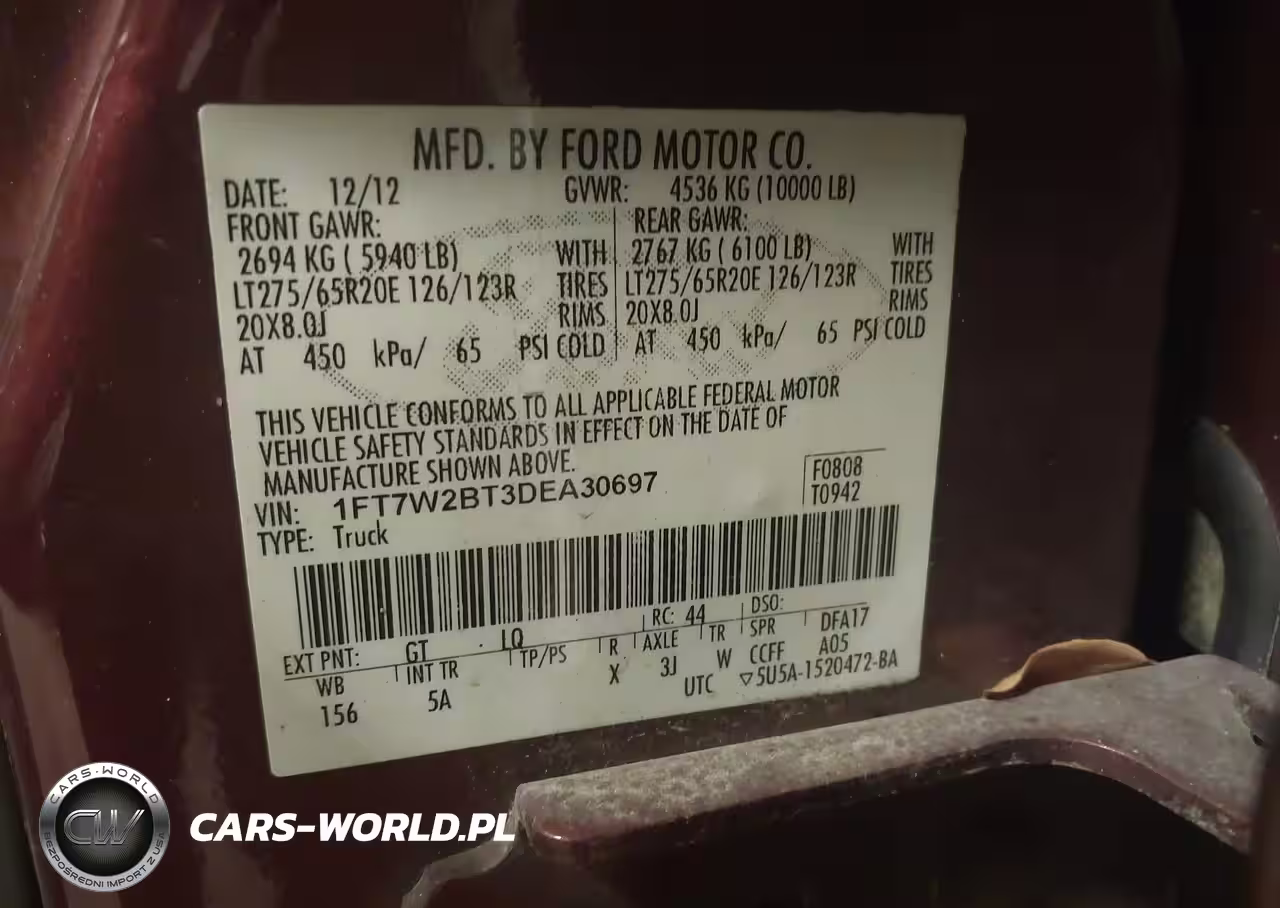 MFD. BY FORD MOTOR CO.
DATE: 12/12 GVWR: 4536 KG (10000 LB)
FRONT GAWR: REAR GAWR:
2694 KG ( 5940 LB) WITH 2767 KG ( 6100 LB) WITH
LT275/65R20E 126/123R TIRES LT275/65R20E 126/123R TIRES
20X8.0J RIMS 20X8.0J RIMS
AT 450 kPa/ 65 PSI COLD AT 450 kPa/ 65 PSI COLD
THIS VEHICLE CONFORMS TO ALL APPLICABLE FEDERAL MOTOR
VEHICLE SAFETY STANDARDS IN EFFECT ON THE DATE OF
MANUFACTURE SHOWN ABOVE.
VIN: 1FT7W2BT3DEA30697
F0808
T0942
TYPE: Truck
EXT PNT: GT LQ RC: 44 DSO:
WB INT TR TP/PS R AXLE TR SPR DFA17
156 5A X 3J W CCFF A05
UTC ▽5U5A-1520472-BA
CARS-WORLD
CW
BEZPOŚREDNI IMPORT Z USA
CARS-WORLD.PL